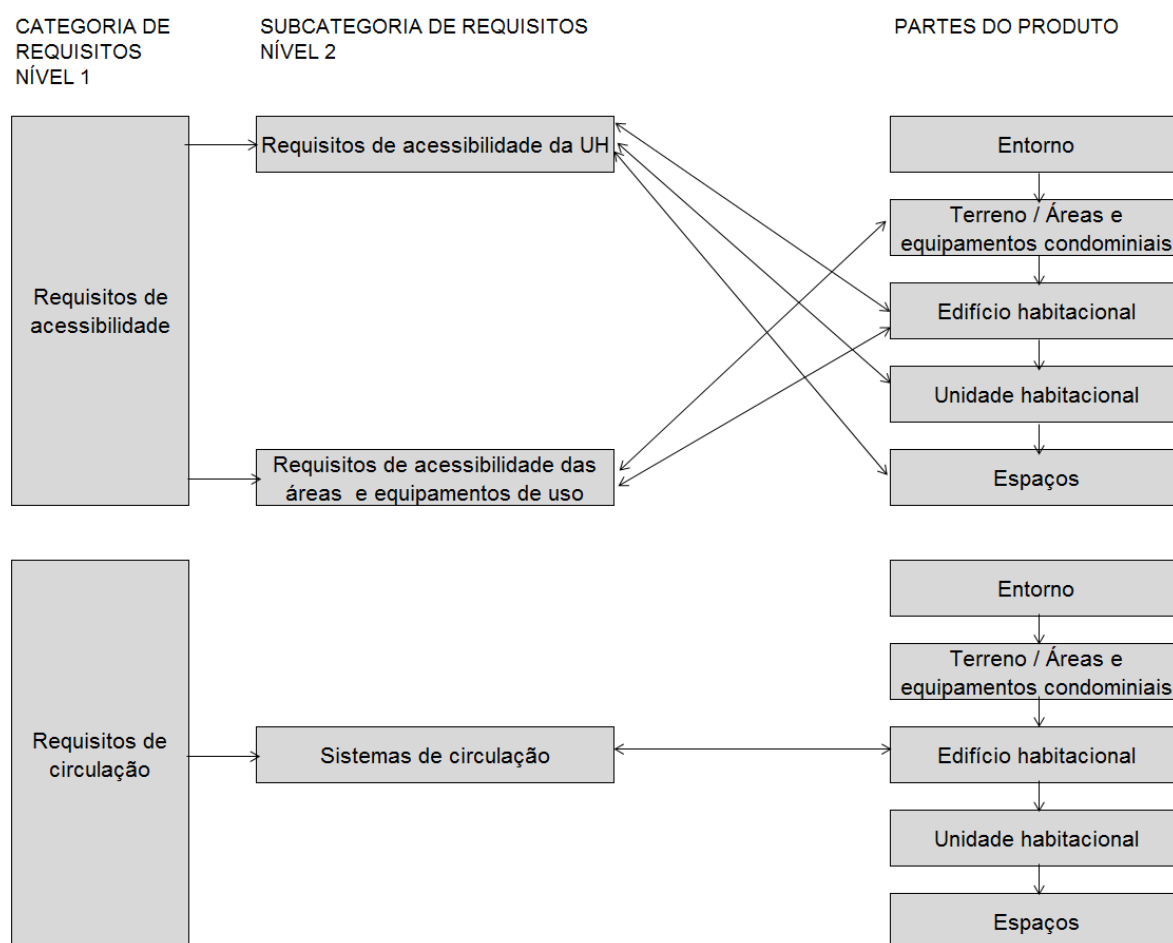 CATEGORIA DE
REQUISITOS
NÍVEL 1
SUBCATEGORIA DE REQUISITOS
NÍVEL 2
PARTES DO PRODUTO
Requisitos de
acessibilidade
Requisitos de acessibilidade da UH
Requisitos de acessibilidade das
áreas e equipamentos de uso
Entorno
Terreno / Áreas e
equipamentos condominiais
Edifício habitacional
Unidade habitacional
Espaços
Requisitos de
circulação
Sistemas de circulação
Entorno
Terreno / Áreas e
equipamentos condominiais
Edifício habitacional
Unidade habitacional
Espaços